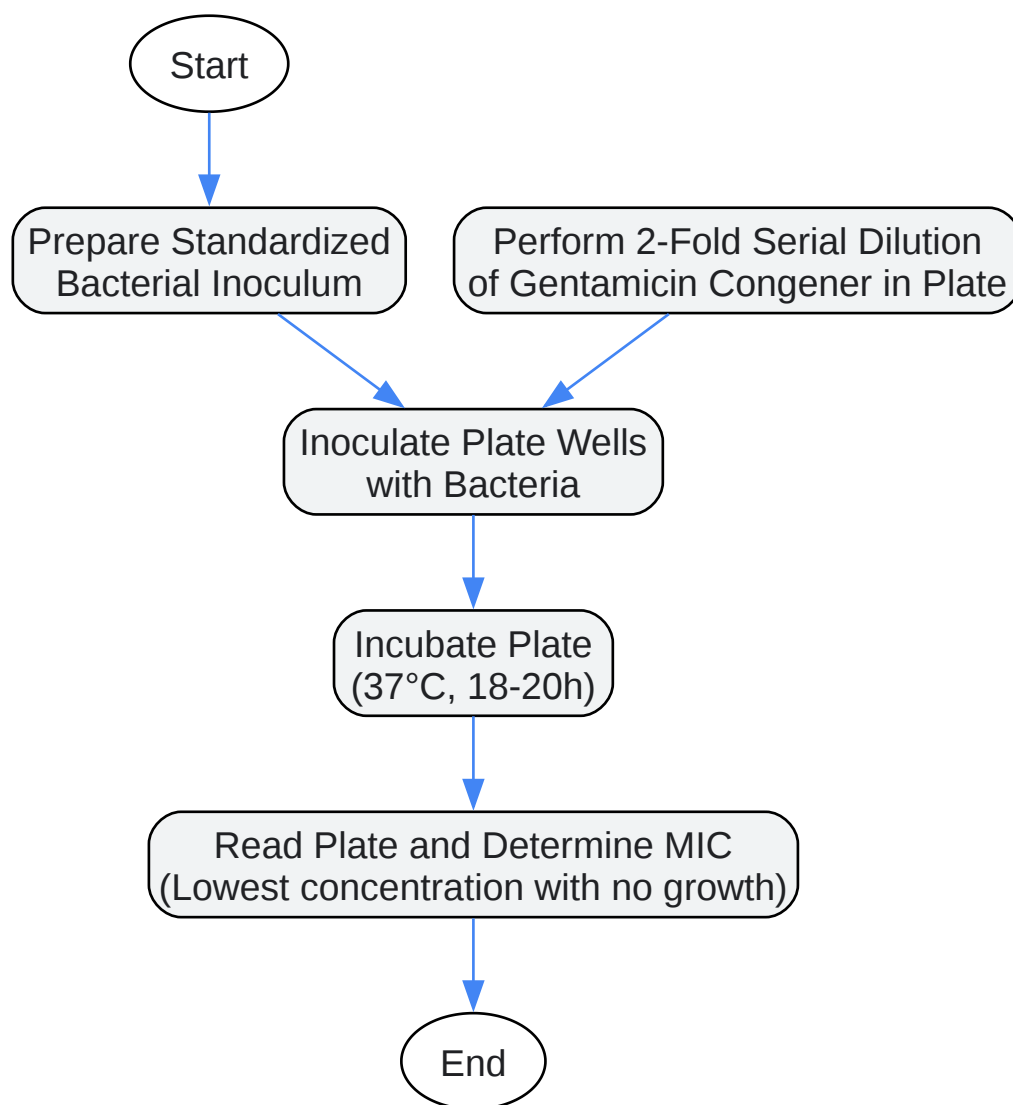 Start
Prepare Standardized
Bacterial Inoculum
Perform 2-Fold Serial Dilution
of Gentamicin Congener in Plate
Inoculate Plate Wells
with Bacteria
Incubate Plate
(37°C, 18-20h)
Read Plate and Determine MIC
(Lowest concentration with no growth)
End